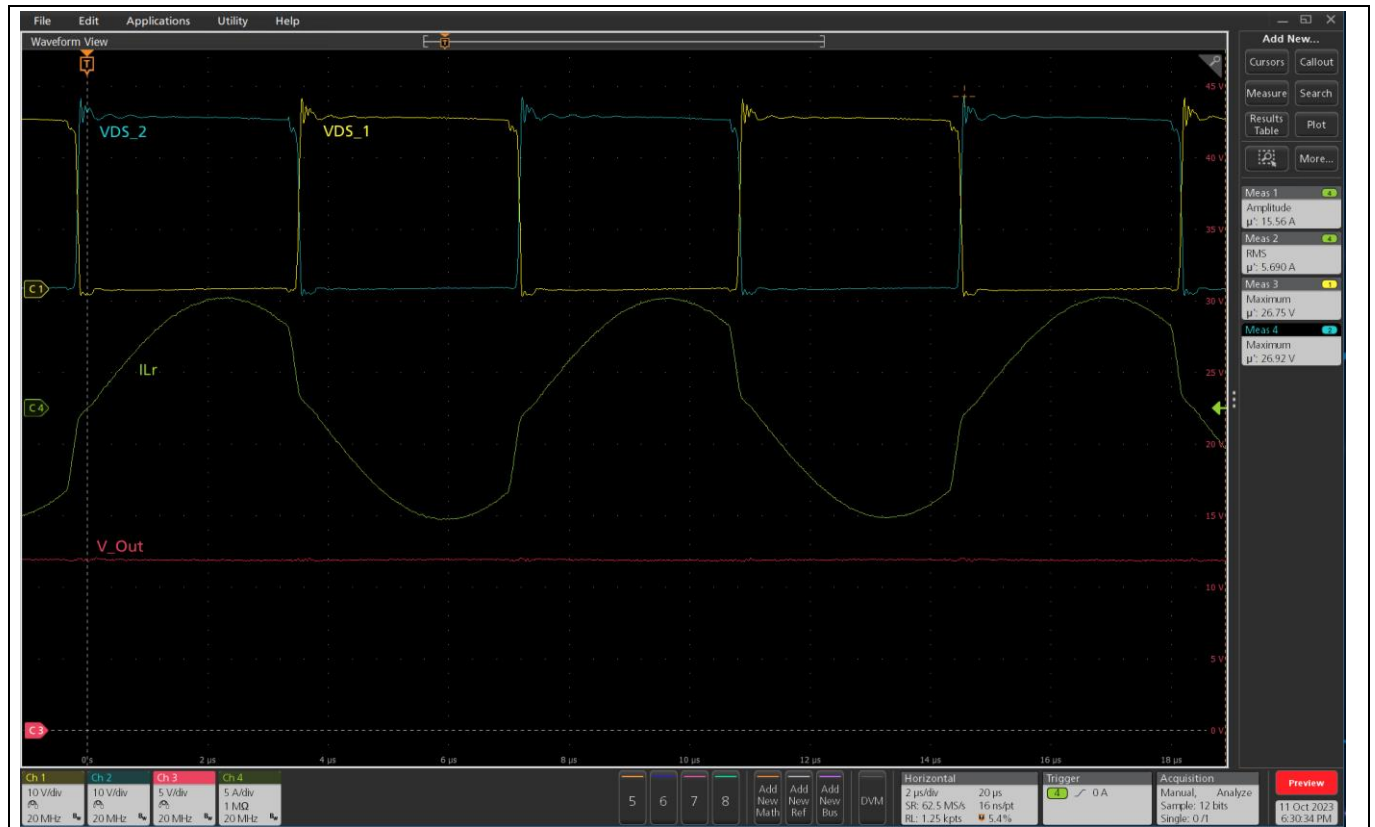 File Edit Applications Utility Help
Waveform View
Add New...
Cursors Callout
Measure Search
Results Table Plot
More...
T
T
VDS_2
VDS_1
ILr
V_Out
C1
C4
C3
45 V
40 V
35 V
30 V
25 V
20 V
15 V
10 V
5 V
0 V
Meas 1 4
Amplitude
µ': 15.56 A
Meas 2 4
RMS
µ': 5.690 A
Meas 3 1
Maximum
µ': 26.75 V
Meas 4 2
Maximum
µ': 26.92 V
0 s 2 µs 4 µs 6 µs 8 µs 10 µs 12 µs 14 µs 16 µs 18 µs
Ch 1
10 V/div
20 MHz Bw
Ch 2
10 V/div
20 MHz Bw
Ch 3
5 V/div
20 MHz Bw
Ch 4
5 A/div
1 MΩ
20 MHz Bw
5 6 7 8
Add New Math
Add New Ref
Add New Bus
DVM
Horizontal
2 µs/div 20 µs
SR: 62.5 MS/s 16 ns/pt
RL: 1.25 kpts 5.4%
Trigger
4 0 A
Acquisition
Manual, Analyze
Sample: 12 bits
Single: 0 /1
Preview
11 Oct 2023
6:30:34 PM